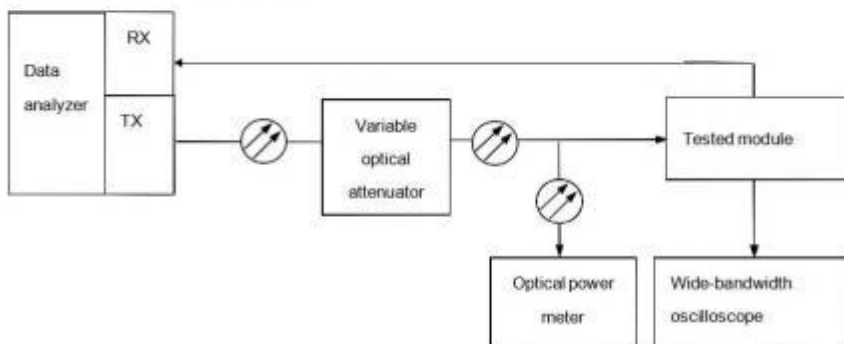 Data
analyzer
RX
TX
Variable
optical
attenuator
Tested module
Optical power
meter
Wide-bandwidth
oscilloscope